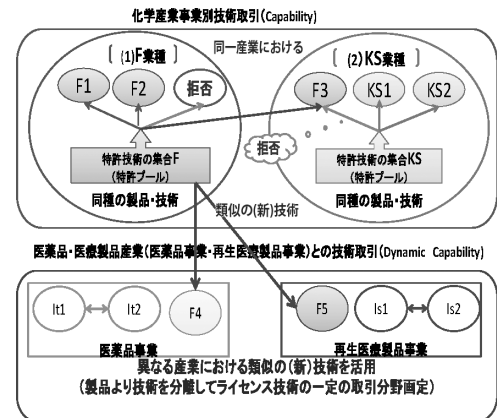 化学産業事業別技術取引(Capability)
〔 (1)F業種 〕
同一産業における
〔 (2)KS業種 〕
F1
F2
拒否
F3
KS1
KS2
拒否
特許技術の集合F
(特許プール)
特許技術の集合KS
(特許プール)
同種の製品・技術
同種の製品・技術
類似の(新)技術
医薬品・医療製品産業(医薬品事業・再生医療製品事業)との技術取引(Dynamic Capability)
It1
It2
F4
F5
Is1
Is2
医薬品事業
再生医療製品事業
異なる産業における類似の(新)技術を活用
(製品より技術を分離してライセンス技術の一定の取引分野画定)